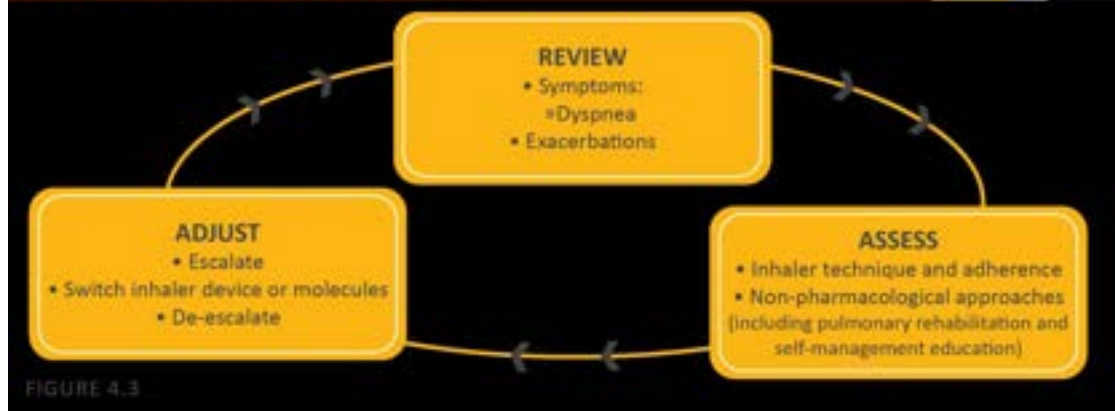 REVIEW
• Symptoms:
»Dyspnea
• Exacerbations
ADJUST
• Escalate
• Switch inhaler device or molecules
• De-escalate
ASSESS
• Inhaler technique and adherence
• Non-pharmacological approaches
(including pulmonary rehabilitation and
self-management education)
FIGURE 4.3